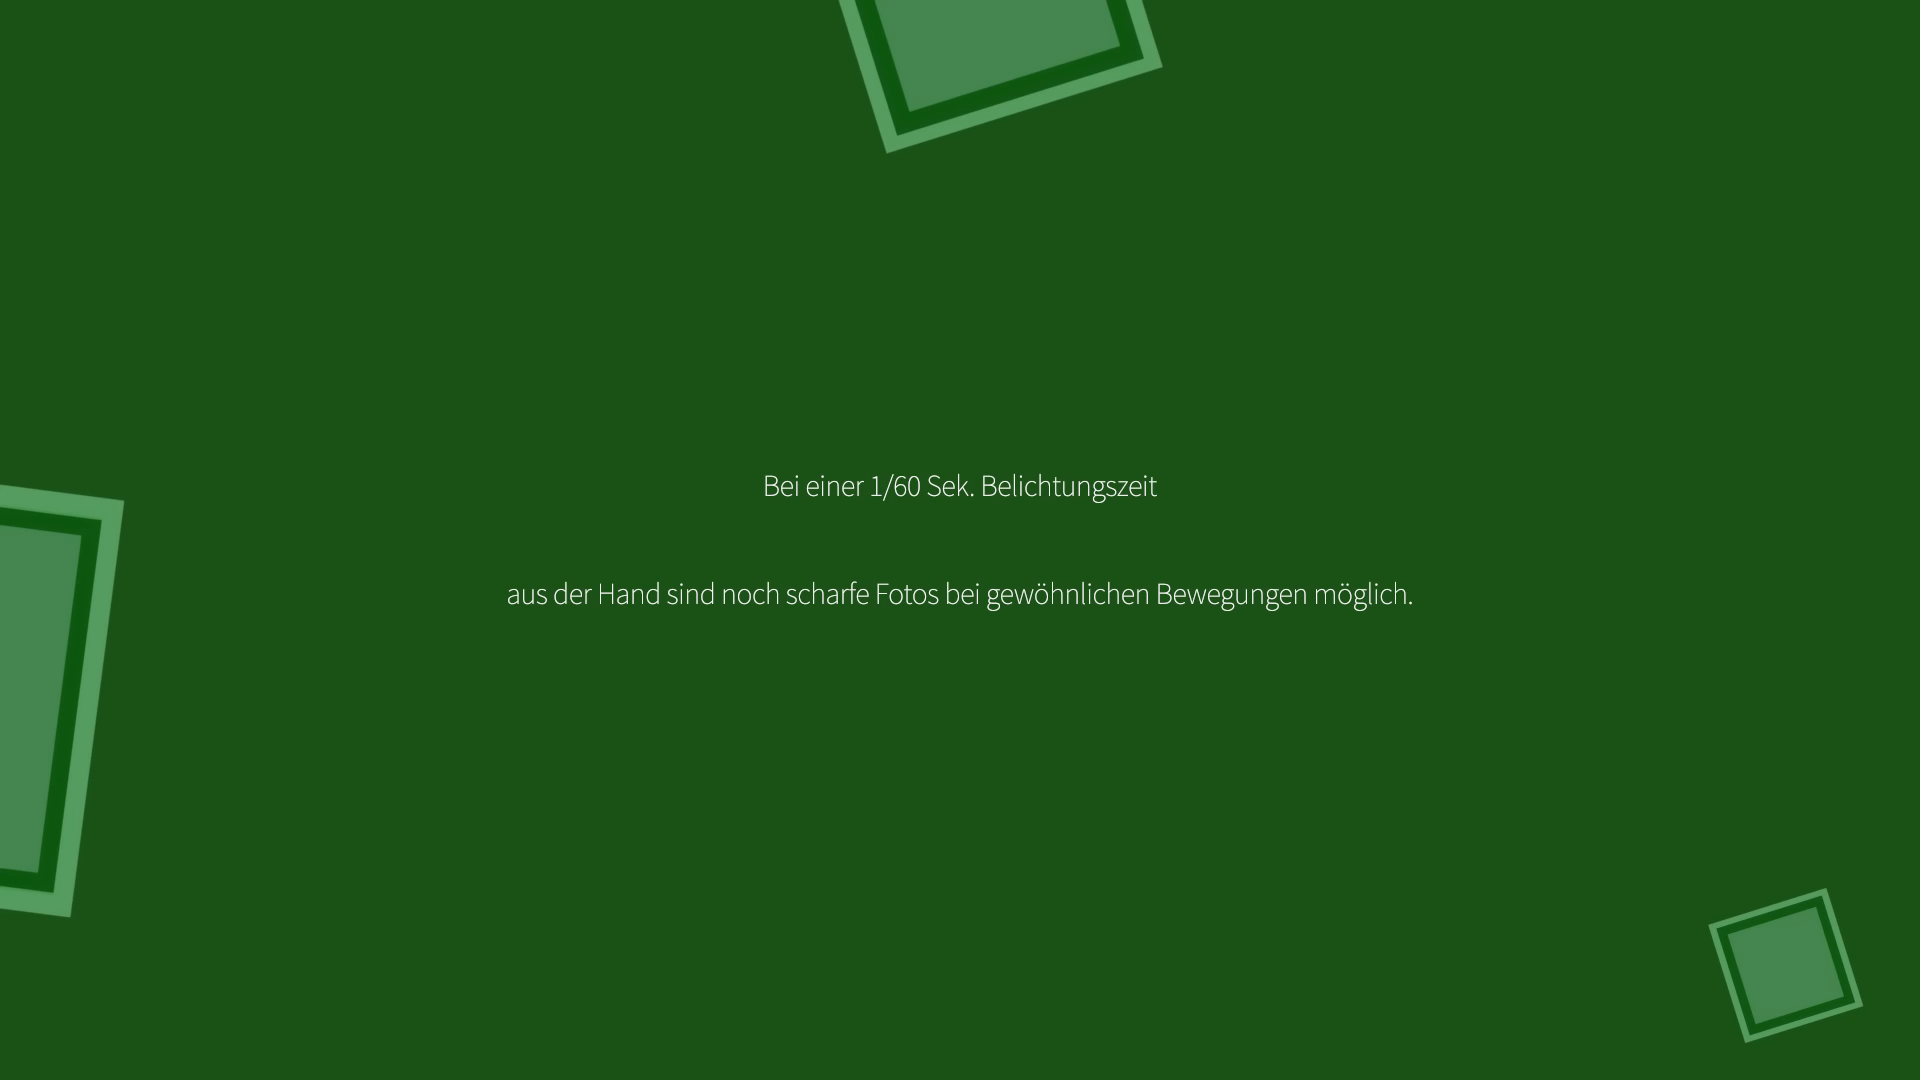 Bei einer 1/60 Sek. Belichtungszeit
aus der Hand sind noch scharfe Fotos bei gewöhnlichen Bewegungen möglich.